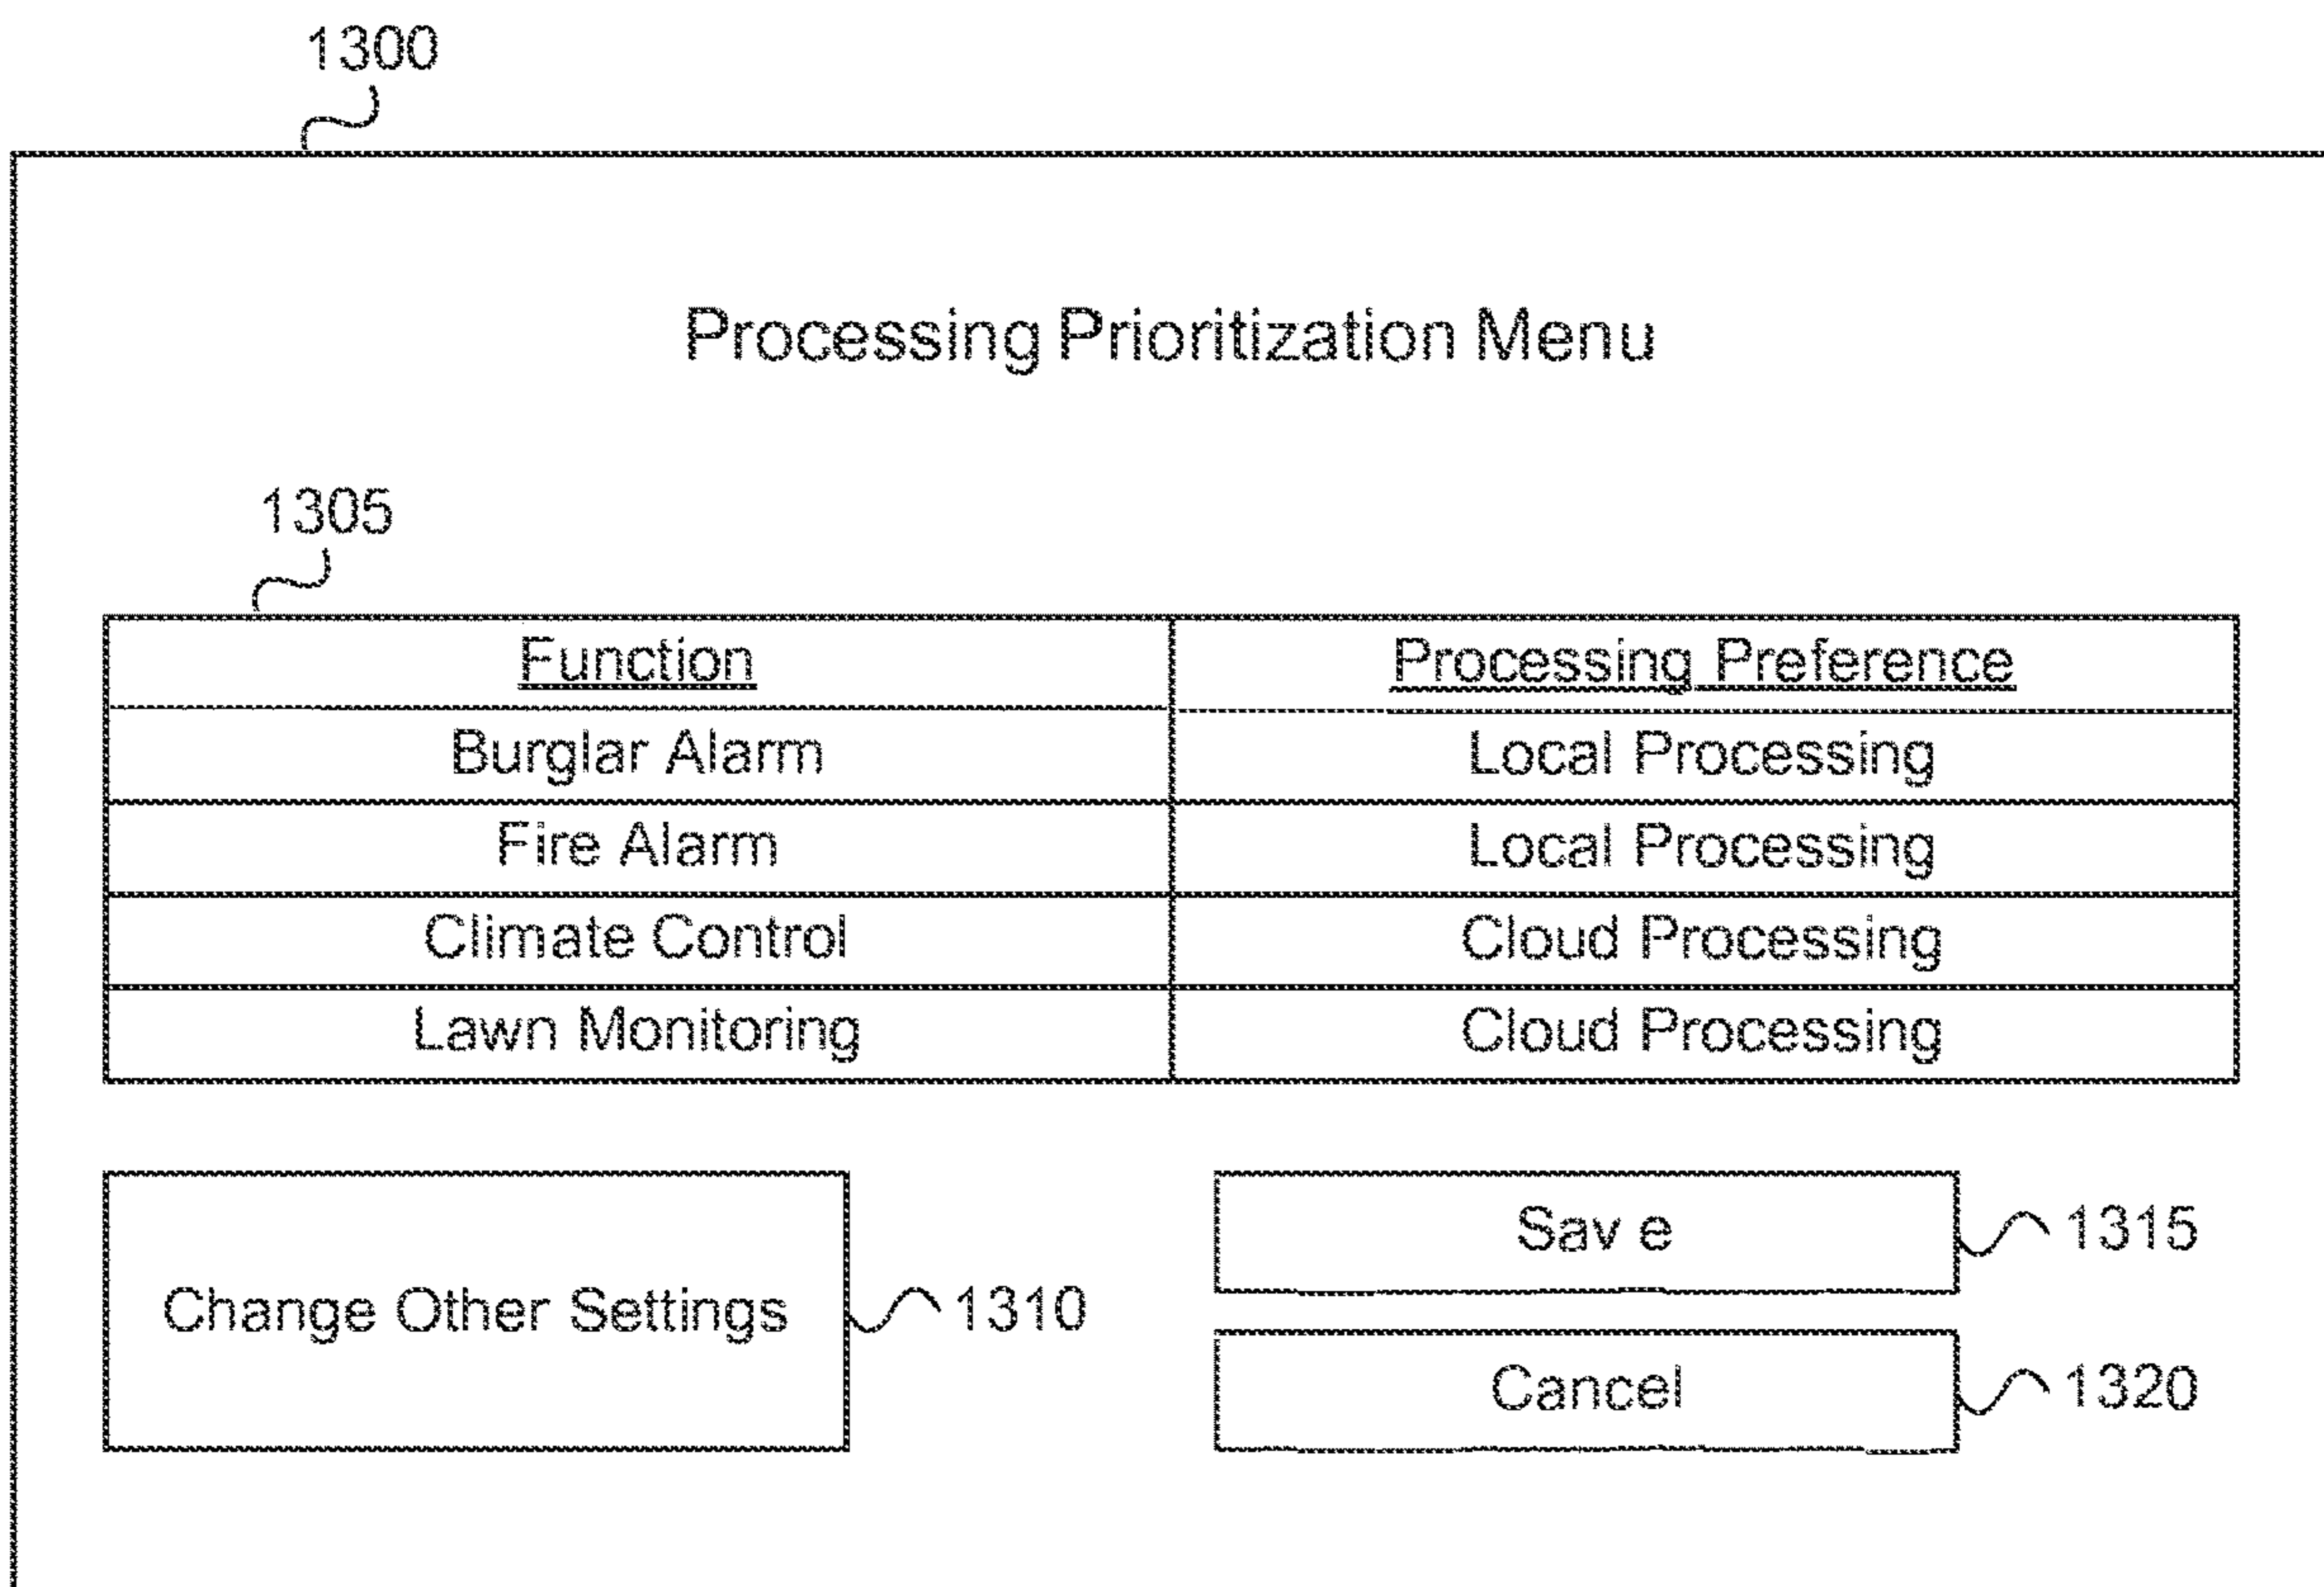 1300
Processing Prioritization Menu
1305
Function Processing Preference
Burglar Alarm Local Processing
Fire Alarm Local Processing
Climate Control Cloud Processing
Lawn Monitoring Cloud Processing
Save 1315
Change Other Settings 1310
Cancel 1320